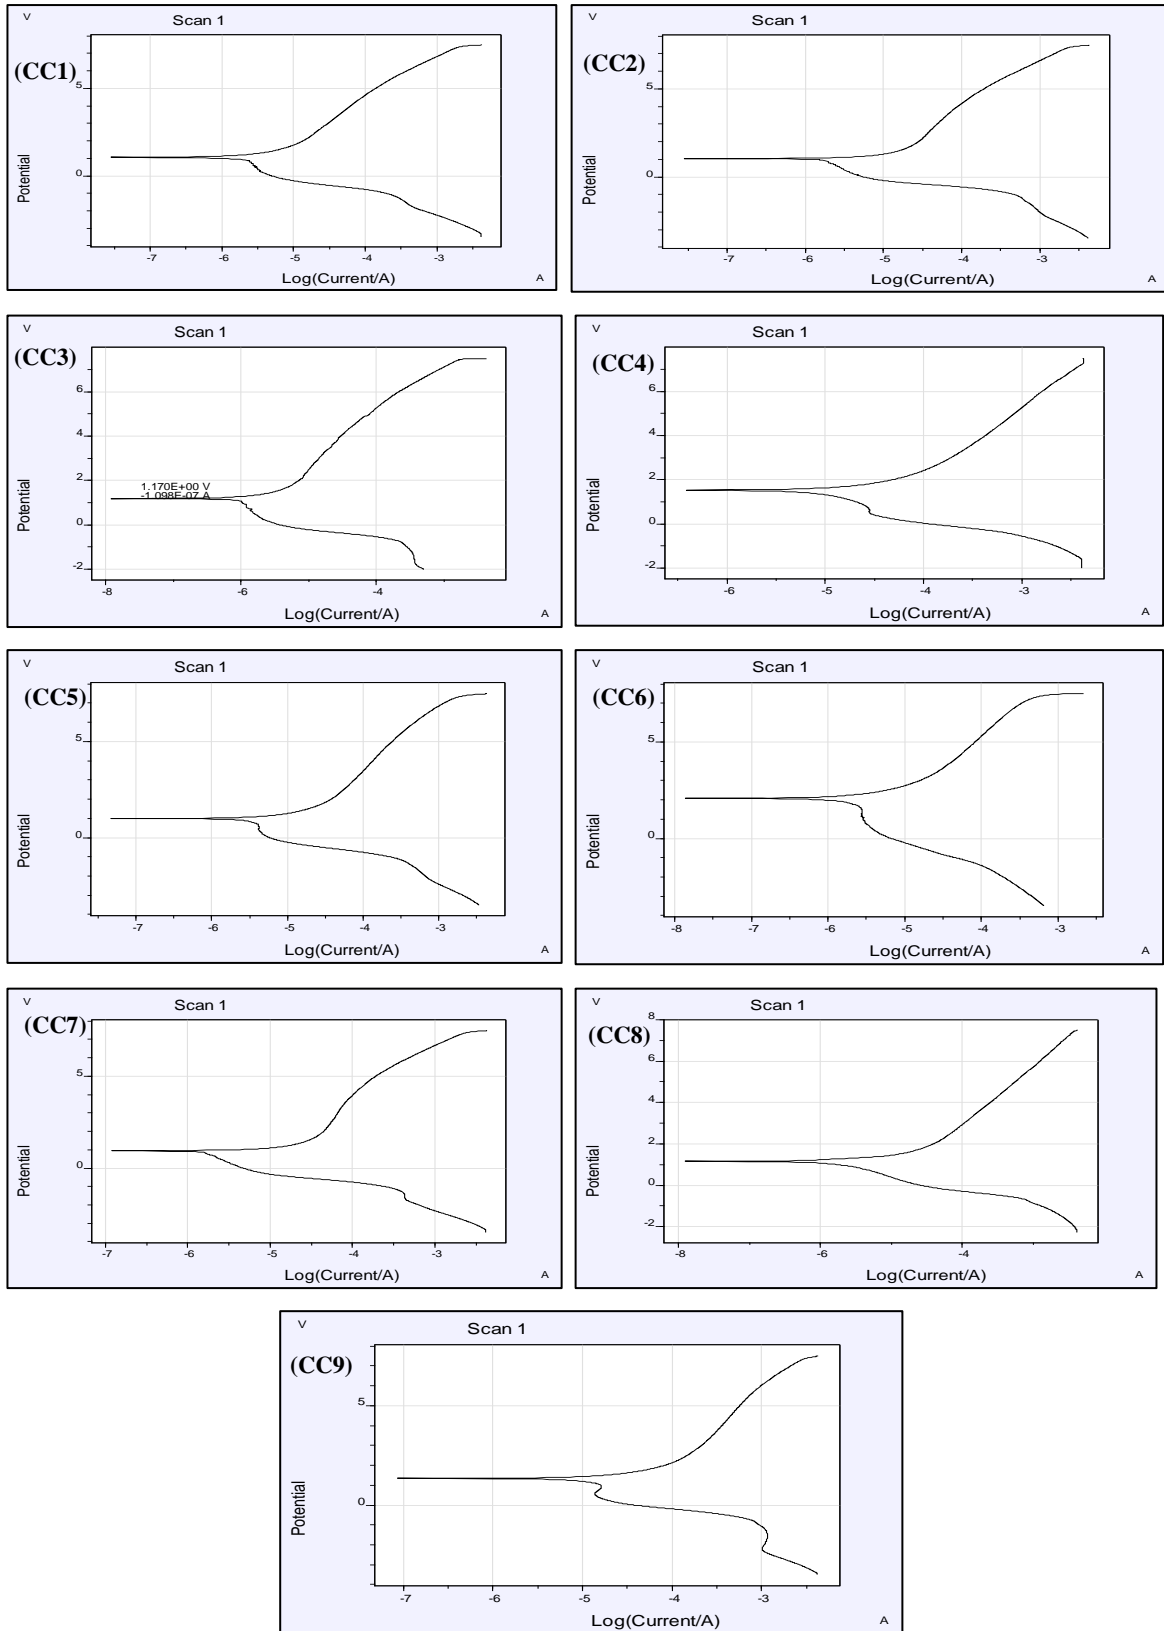 V Scan 1
(CC1)
5
0
Potential
-7 -6 -5 -4 -3
Log(Current/A) A
V Scan 1
(CC2)
5
0
Potential
-7 -6 -5 -4 -3
Log(Current/A) A
V Scan 1
(CC3)
6
4
2
1.170E+00 V
-1.098E-07 A
0
-2
Potential
-8 -6 -4
Log(Current/A) A
V Scan 1
(CC4)
6
4
2
0
-2
Potential
-6 -5 -4 -3
Log(Current/A) A
V Scan 1
(CC5)
5
0
Potential
-7 -6 -5 -4 -3
Log(Current/A) A
V Scan 1
(CC6)
5
0
Potential
-8 -7 -6 -5 -4 -3
Log(Current/A) A
V Scan 1
(CC7)
5
0
Potential
-7 -6 -5 -4 -3
Log(Current/A) A
V Scan 1
(CC8)
8
6
4
2
0
-2
Potential
-8 -6 -4
Log(Current/A) A
V Scan 1
(CC9)
5
0
Potential
-7 -6 -5 -4 -3
Log(Current/A) A